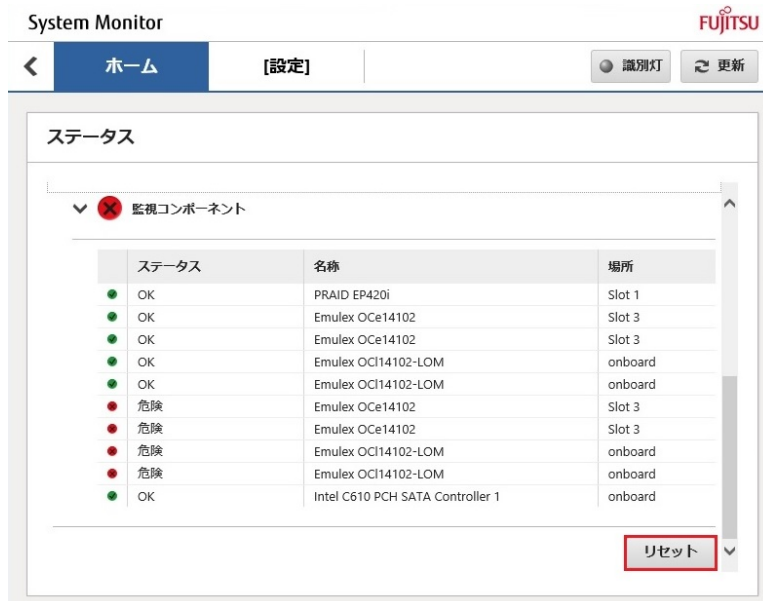 System Monitor
FUJITSU
ホーム [設定] 識別灯 更新
ステータス
監視コンポーネント
ステータス 名称 場所
OK PRAID EP420i Slot 1
OK Emulex OCe14102 Slot 3
OK Emulex OCe14102 Slot 3
OK Emulex OCl14102-LOM onboard
OK Emulex OCl14102-LOM onboard
危険 Emulex OCe14102 Slot 3
危険 Emulex OCe14102 Slot 3
危険 Emulex OCl14102-LOM onboard
危険 Emulex OCl14102-LOM onboard
OK Intel C610 PCH SATA Controller 1 onboard
リセット